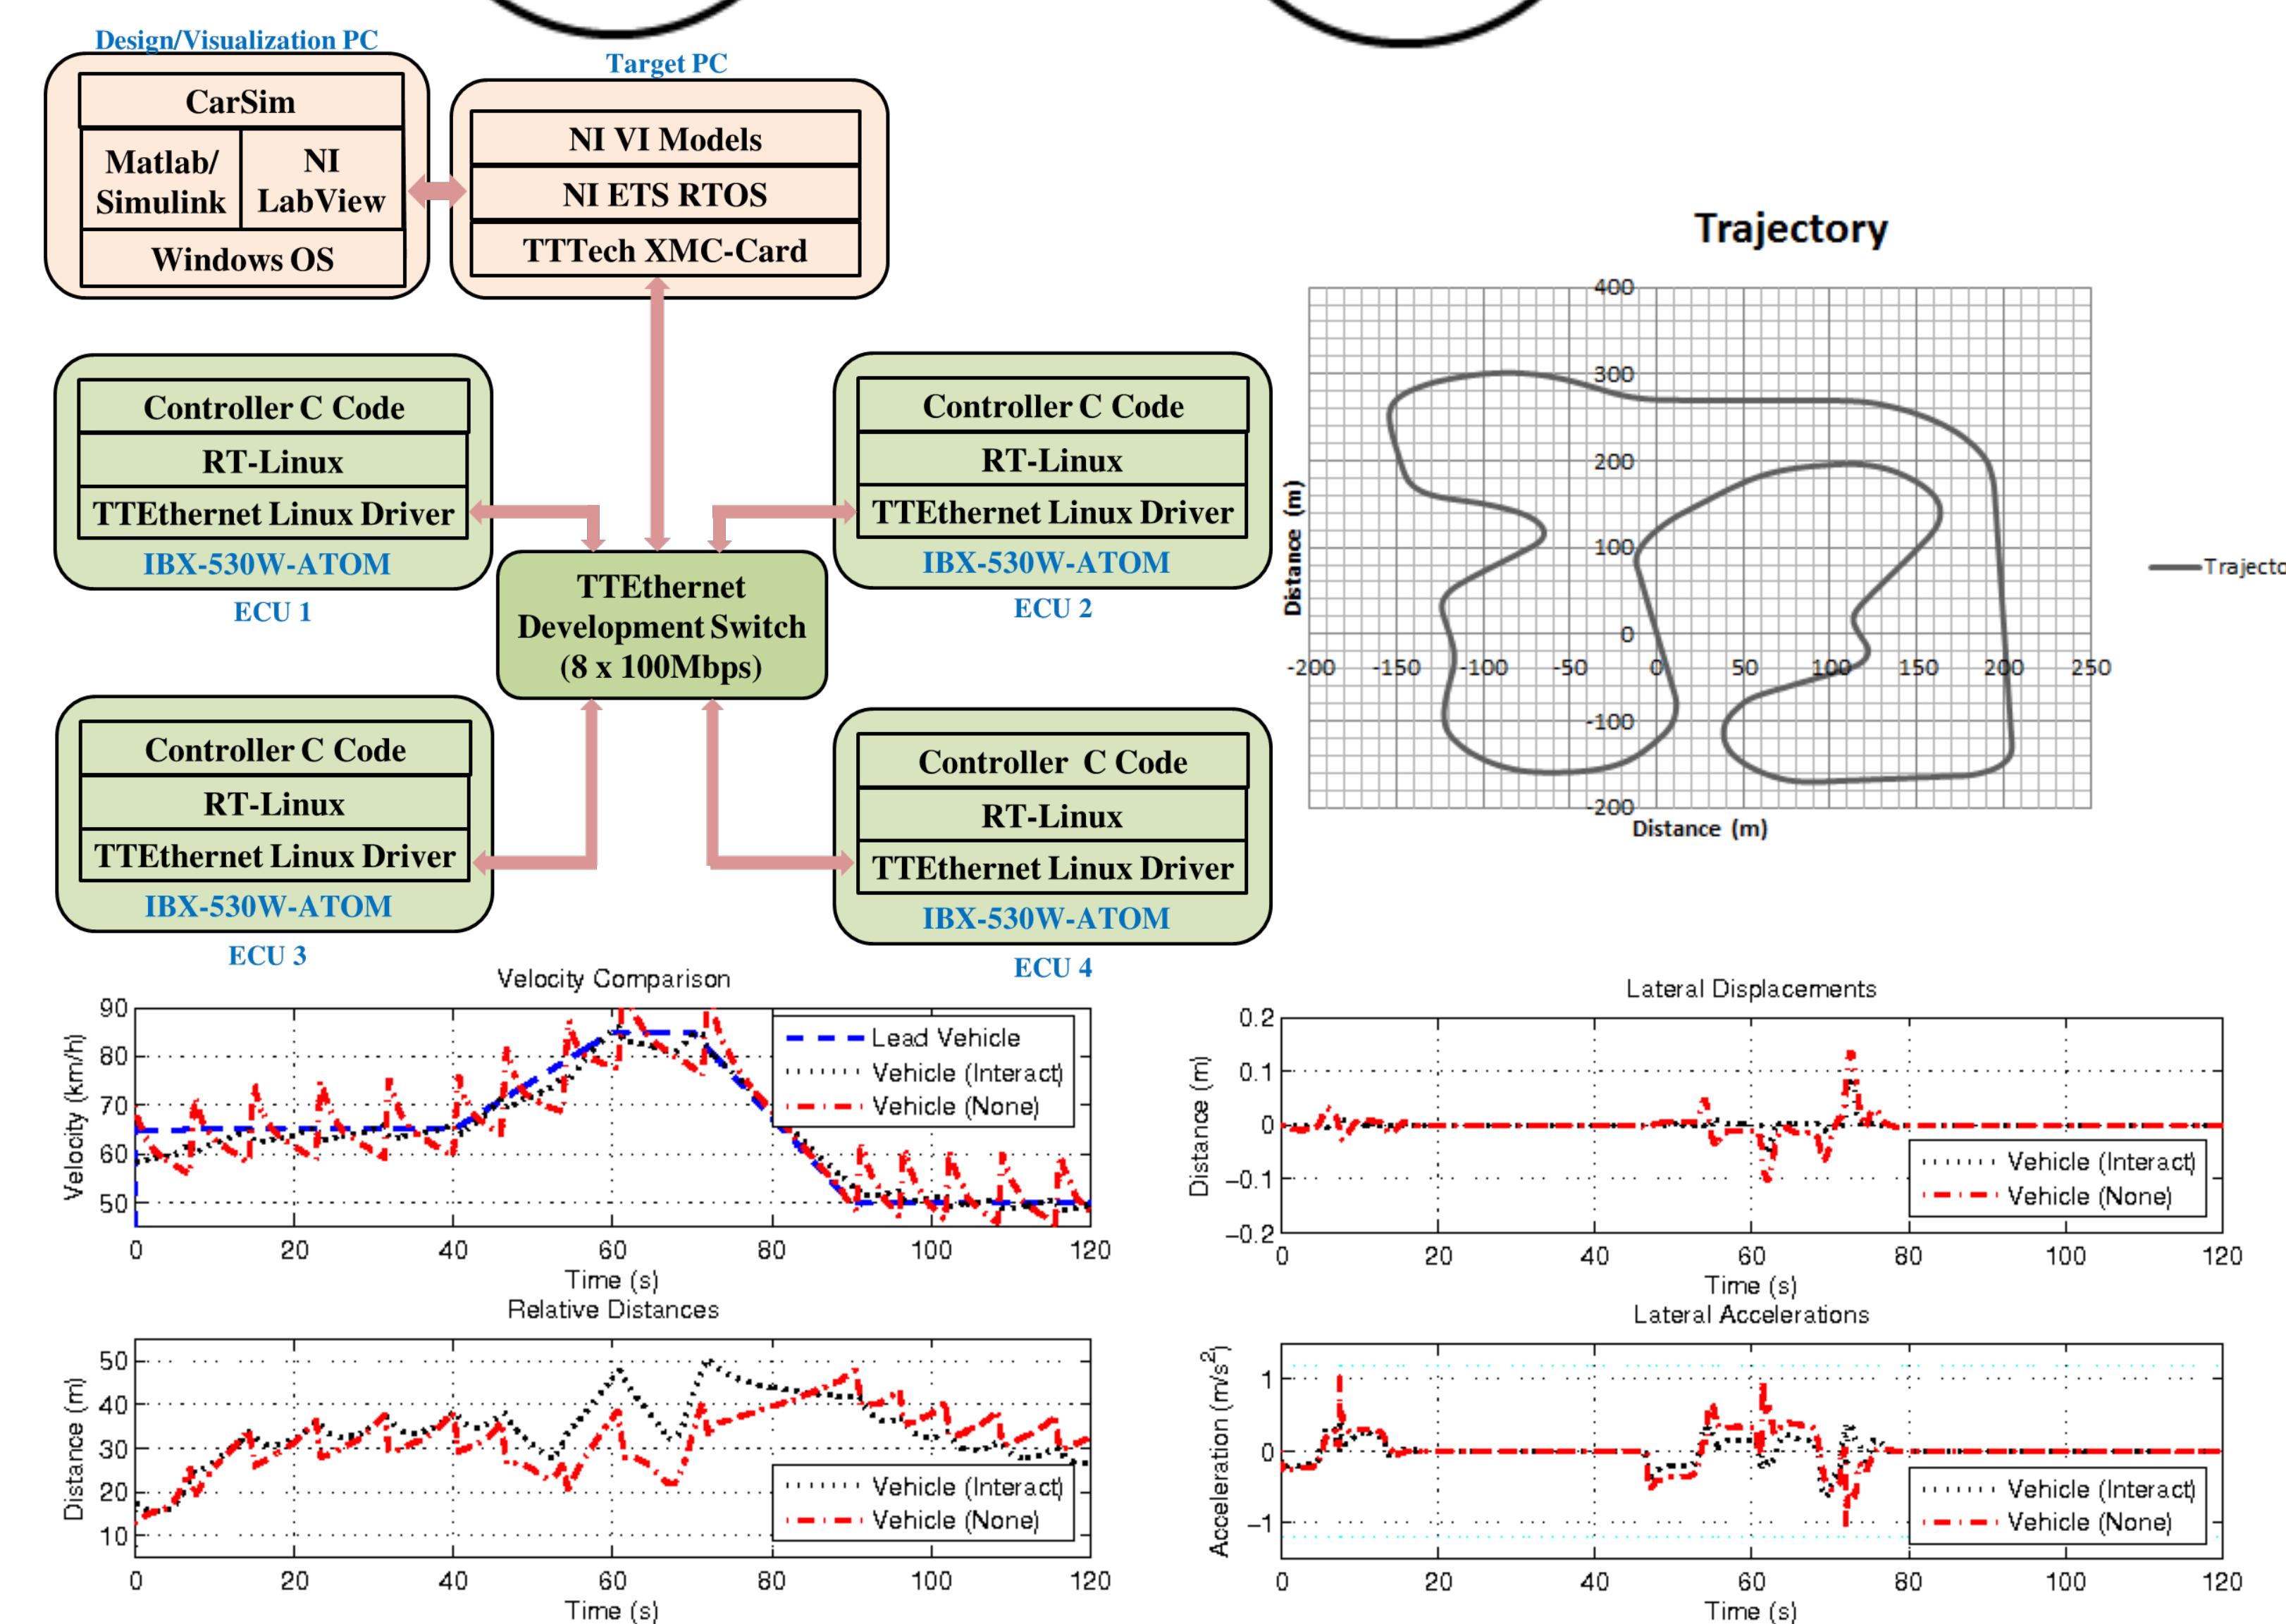 Design/Visualization PC
CarSim
Matlab/
Simulink
NI
LabView
Windows OS
Target PC
NI VI Models
NI ETS RTOS
TTTech XMC-Card
Controller C Code
RT-Linux
TTEthernet Linux Driver
IBX-530W-ATOM
ECU 1
Controller C Code
RT-Linux
TTEthernet Linux Driver
IBX-530W-ATOM
ECU 2
TTEthernet
Development Switch
(8 x 100Mbps)
Controller C Code
RT-Linux
TTEthernet Linux Driver
IBX-530W-ATOM
ECU 3
Controller C Code
RT-Linux
TTEthernet Linux Driver
IBX-530W-ATOM
ECU 4
Trajectory
Distance (m)
400
300
200
100
0
-100
-200
-200 -150 -100 -50 0 50 100 150 200 250
Distance (m)
Trajecto
Velocity Comparison
Velocity (km/h)
90
80
70
60
50
0 20 40 60 80 100 120
Time (s)
Lead Vehicle
Vehicle (Interact)
Vehicle (None)
Relative Distances
Distance (m)
50
40
30
20
10
0 20 40 60 80 100 120
Time (s)
Vehicle (Interact)
Vehicle (None)
Lateral Displacements
Distance (m)
0.2
0.1
0
−0.1
−0.2
0 20 40 60 80 100 120
Time (s)
Vehicle (Interact)
Vehicle (None)
Lateral Accelerations
Acceleration (m/s²)
1
0
−1
0 20 40 60 80 100 120
Time (s)
Vehicle (Interact)
Vehicle (None)